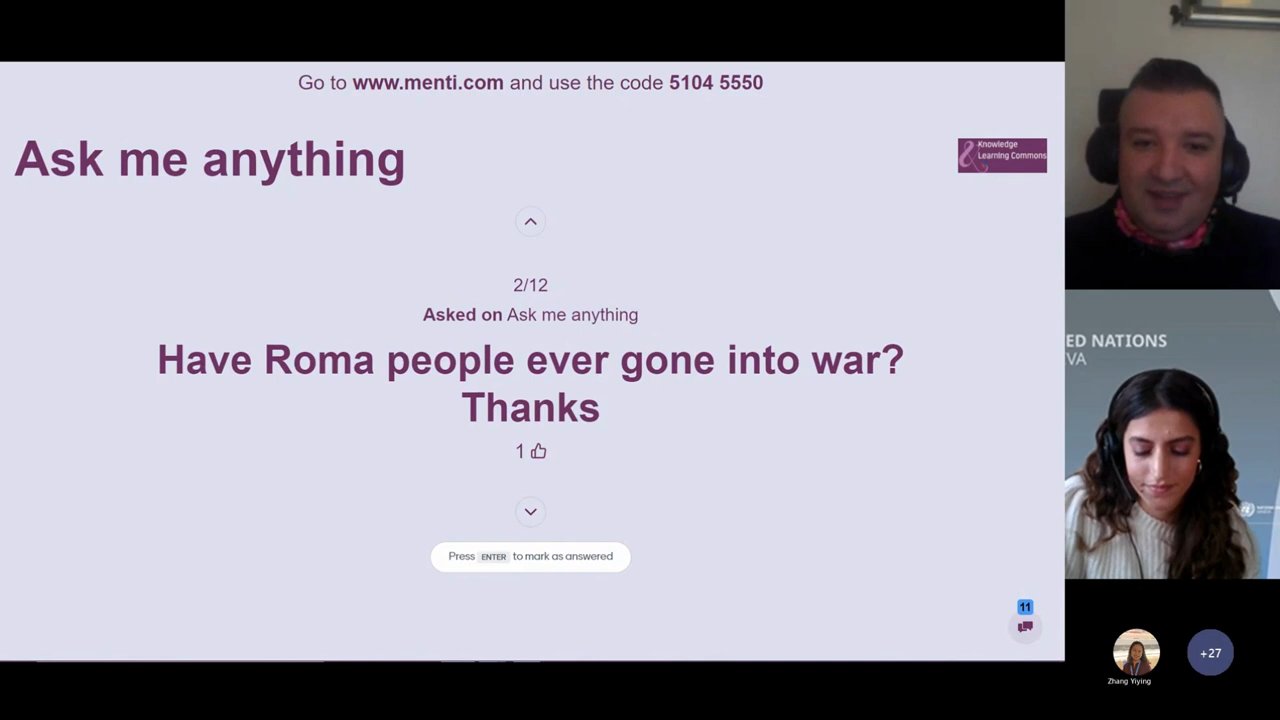 Go to www.menti.com and use the code 5104 5550
Ask me anything
Knowledge
Learning Commons
2/12
Asked on Ask me anything
Have Roma people ever gone into war?
Thanks
1
Press ENTER to mark as answered
11
ED NATIONS
VA
Zhang Yiying
+27